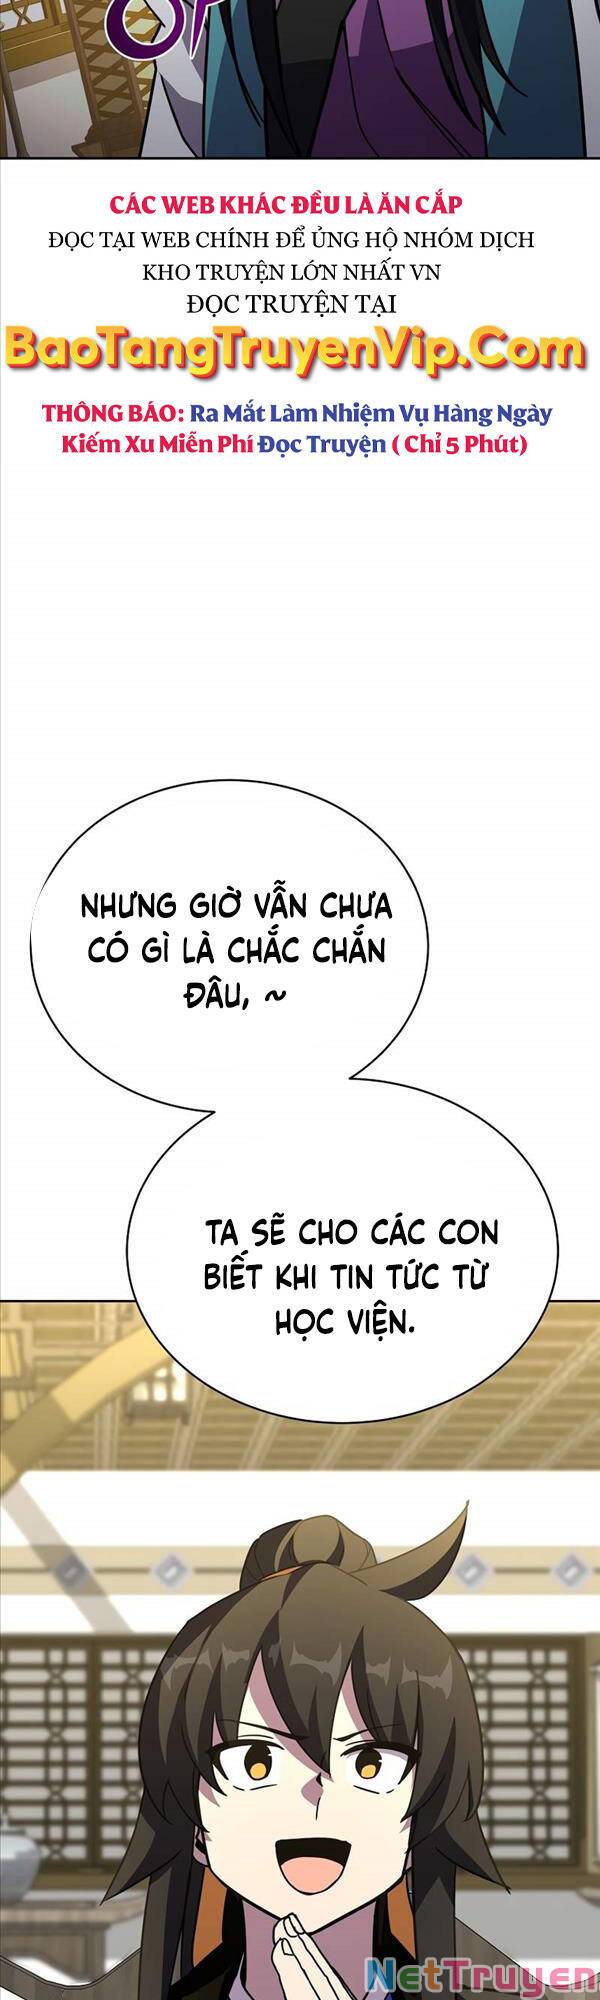 CÁC WEB KHÁC ĐỀU LÀ ĂN CẮP
ĐỌC TẠI WEB CHÍNH ĐỂ ỦNG HỘ NHÓM DỊCH
KHO TRUYỆN LỚN NHẤT VN
ĐỌC TRUYỆN TẠI
BaoTangTruyenVip.Com
THÔNG BÁO: Ra Mắt Làm Nhiệm Vụ Hàng Ngày
Kiếm Xu Miễn Phí Đọc Truyện ( Chỉ 5 Phút)
NHƯNG GIỜ VẪN CHƯA
CÓ GÌ LÀ CHẮC CHẮN
ĐÂU, ~
TA SẼ CHO CÁC CON
BIẾT KHI TIN TỨC TỪ
HỌC VIỆN.
NetTruyen